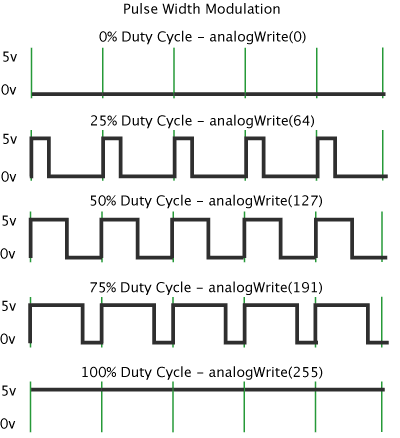 Pulse Width Modulation
0% Duty Cycle – analogWrite(0)
5v
0v
25% Duty Cycle – analogWrite(64)
5v
0v
50% Duty Cycle – analogWrite(127)
5v
0v
75% Duty Cycle – analogWrite(191)
5v
0v
100% Duty Cycle – analogWrite(255)
5v
0v